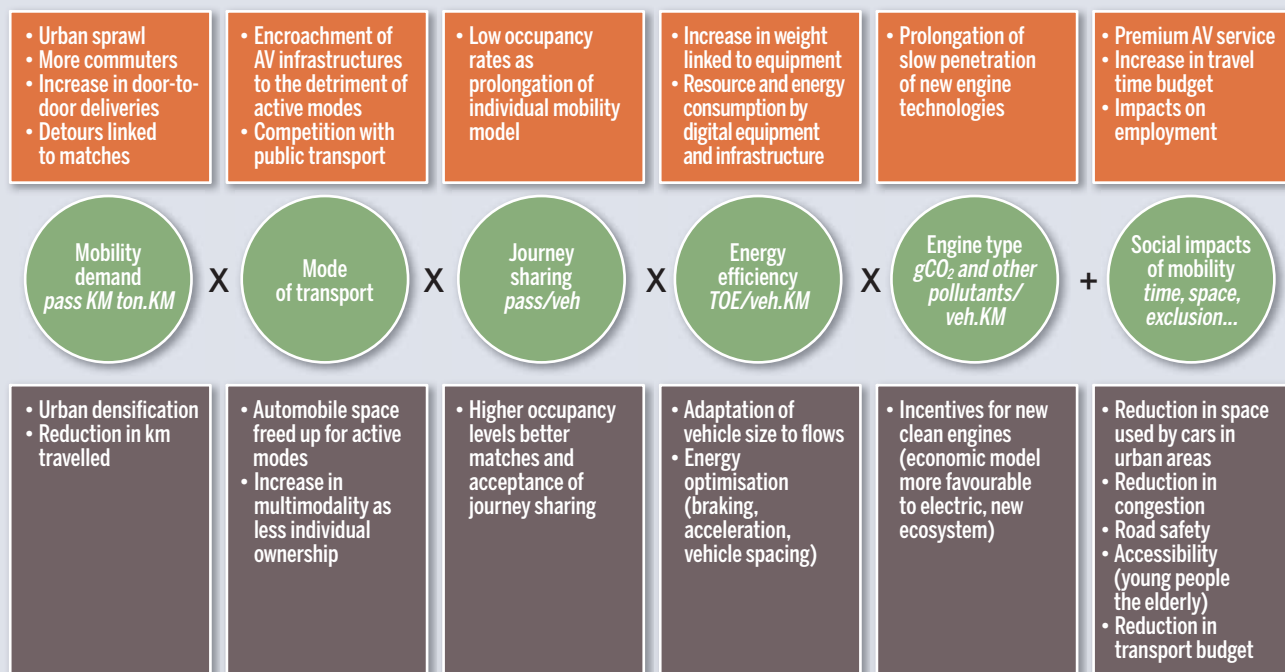 • Urban sprawl
• More commuters
• Increase in door-to-
door deliveries
• Detours linked
to matches
• Encroachment of
AV infrastructures
to the detriment of
active modes
• Competition with
public transport
• Low occupancy
rates as
prolongation of
individual mobility
model
• Increase in weight
linked to equipment
• Resource and energy
consumption by
digital equipment
and infrastructure
• Prolongation of
slow penetration
of new engine
technologies
• Premium AV service
• Increase in travel
time budget
• Impacts on
employment
Mobility
demand
pass KM ton.KM
X
Mode
of transport
X
Journey
sharing
pass/veh
X
Energy
efficiency
TOE/veh.KM
X
Engine type
gCO₂ and other
pollutants/
veh.KM
+
Social impacts
of mobility
time, space,
exclusion...
• Urban densification
• Reduction in km
travelled
• Automobile space
freed up for active
modes
• Increase in
multimodality as
less individual
ownership
• Higher occupancy
levels better
matches and
acceptance of
journey sharing
• Adaptation of
vehicle size to flows
• Energy
optimisation
(braking,
acceleration,
vehicle spacing)
• Incentives for new
clean engines
(economic model
more favourable
to electric, new
ecosystem)
• Reduction in space
used by cars in
urban areas
• Reduction in
congestion
• Road safety
• Accessibility
(young people
the elderly)
• Reduction in
transport budget